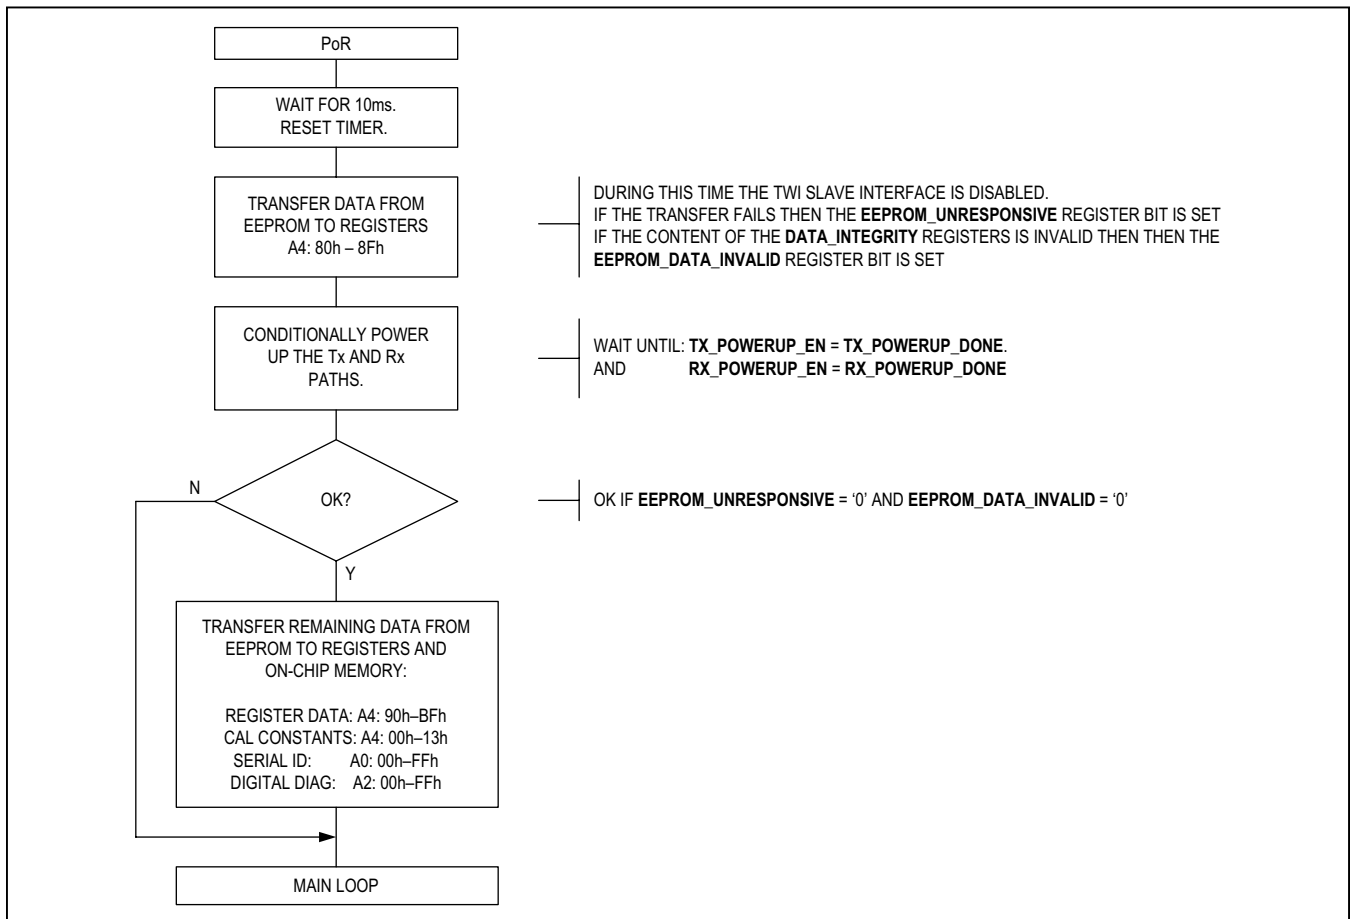 PoR
WAIT FOR 10ms.
RESET TIMER.
TRANSFER DATA FROM
EEPROM TO REGISTERS
A4: 80h – 8Fh
DURING THIS TIME THE TWI SLAVE INTERFACE IS DISABLED.
IF THE TRANSFER FAILS THEN THE EEPROM_UNRESPONSIVE REGISTER BIT IS SET
IF THE CONTENT OF THE DATA_INTEGRITY REGISTERS IS INVALID THEN THEN THE
EEPROM_DATA_INVALID REGISTER BIT IS SET
CONDITIONALLY POWER
UP THE Tx AND Rx
PATHS.
WAIT UNTIL: TX_POWERUP_EN = TX_POWERUP_DONE.
AND RX_POWERUP_EN = RX_POWERUP_DONE
N
OK?
OK IF EEPROM_UNRESPONSIVE = ‘0’ AND EEPROM_DATA_INVALID = ‘0’
Y
TRANSFER REMAINING DATA FROM
EEPROM TO REGISTERS AND
ON-CHIP MEMORY:
REGISTER DATA: A4: 90h–BFh
CAL CONSTANTS: A4: 00h–13h
SERIAL ID: A0: 00h–FFh
DIGITAL DIAG: A2: 00h–FFh
MAIN LOOP